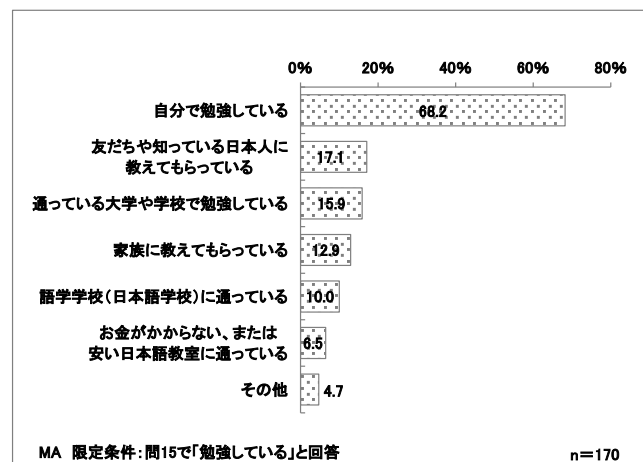 0% 20% 40% 60% 80%
自分で勉強している 68.2
友だちや知っている日本人に
教えてもらっている 17.1
通っている大学や学校で勉強している 15.9
家族に教えてもらっている 12.9
語学学校(日本語学校)に通っている 10.0
お金がかからない、または
安い日本語教室に通っている 6.5
その他 4.7
MA 限定条件:問15で「勉強している」と回答 n=170